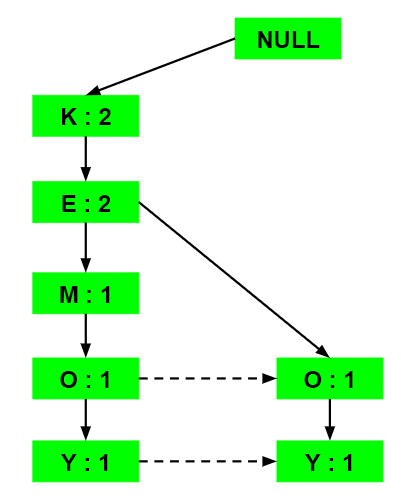 NULL
K : 2
E : 2
M : 1
O : 1
O : 1
Y : 1
Y : 1